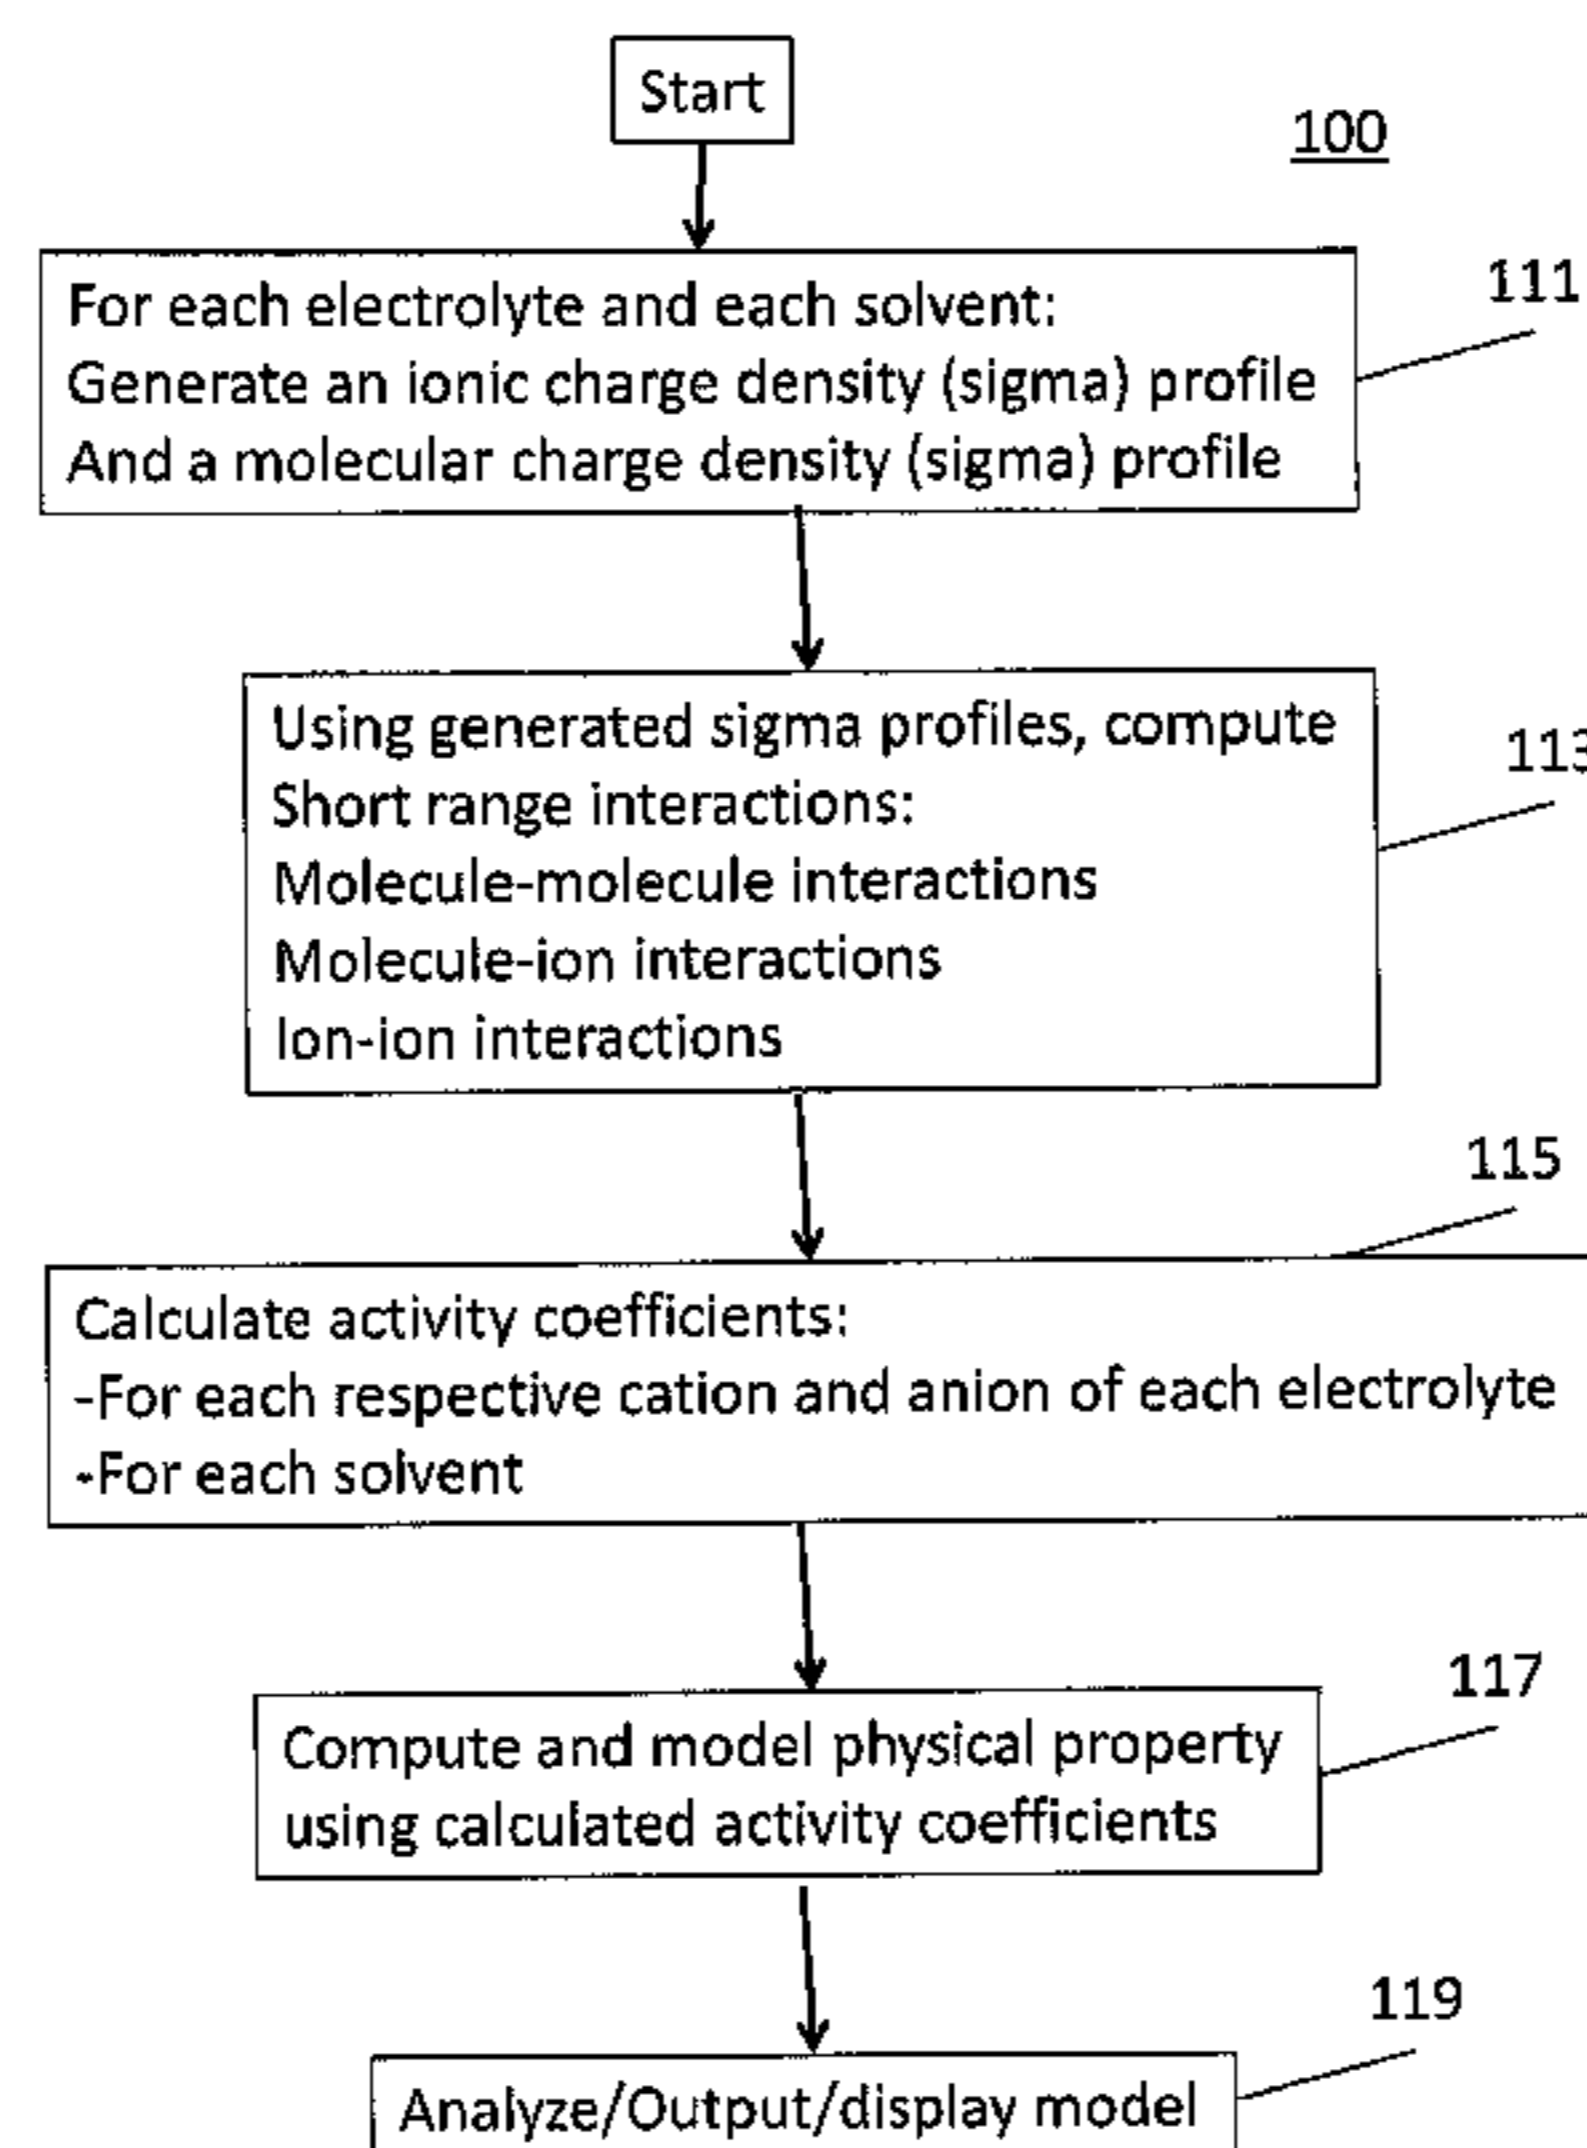 Start
100
For each electrolyte and each solvent:
Generate an ionic charge density (sigma) profile
And a molecular charge density (sigma) profile
111
Using generated sigma profiles, compute
Short range interactions:
Molecule-molecule interactions
Molecule-ion interactions
Ion-ion interactions
113
115
Calculate activity coefficients:
-For each respective cation and anion of each electrolyte
-For each solvent
117
Compute and model physical property
using calculated activity coefficients
119
Analyze/Output/display model